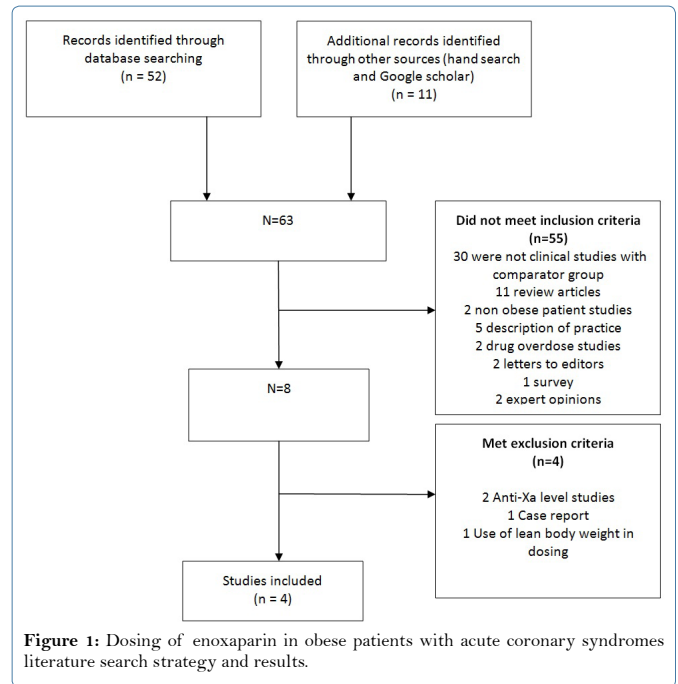 Records identified through
database searching
(n = 52)
Additional records identified
through other sources (hand search
and Google scholar)
(n = 11)
N=63
Did not meet inclusion criteria
(n=55)
30 were not clinical studies with
comparator group
11 review articles
2 non obese patient studies
5 description of practice
2 drug overdose studies
2 letters to editors
1 survey
2 expert opinions
N=8
Met exclusion criteria
(n=4)
2 Anti-Xa level studies
1 Case report
1 Use of lean body weight in
dosing
Studies included
(n = 4)
Figure 1: Dosing of enoxaparin in obese patients with acute coronary syndromes
literature search strategy and results.